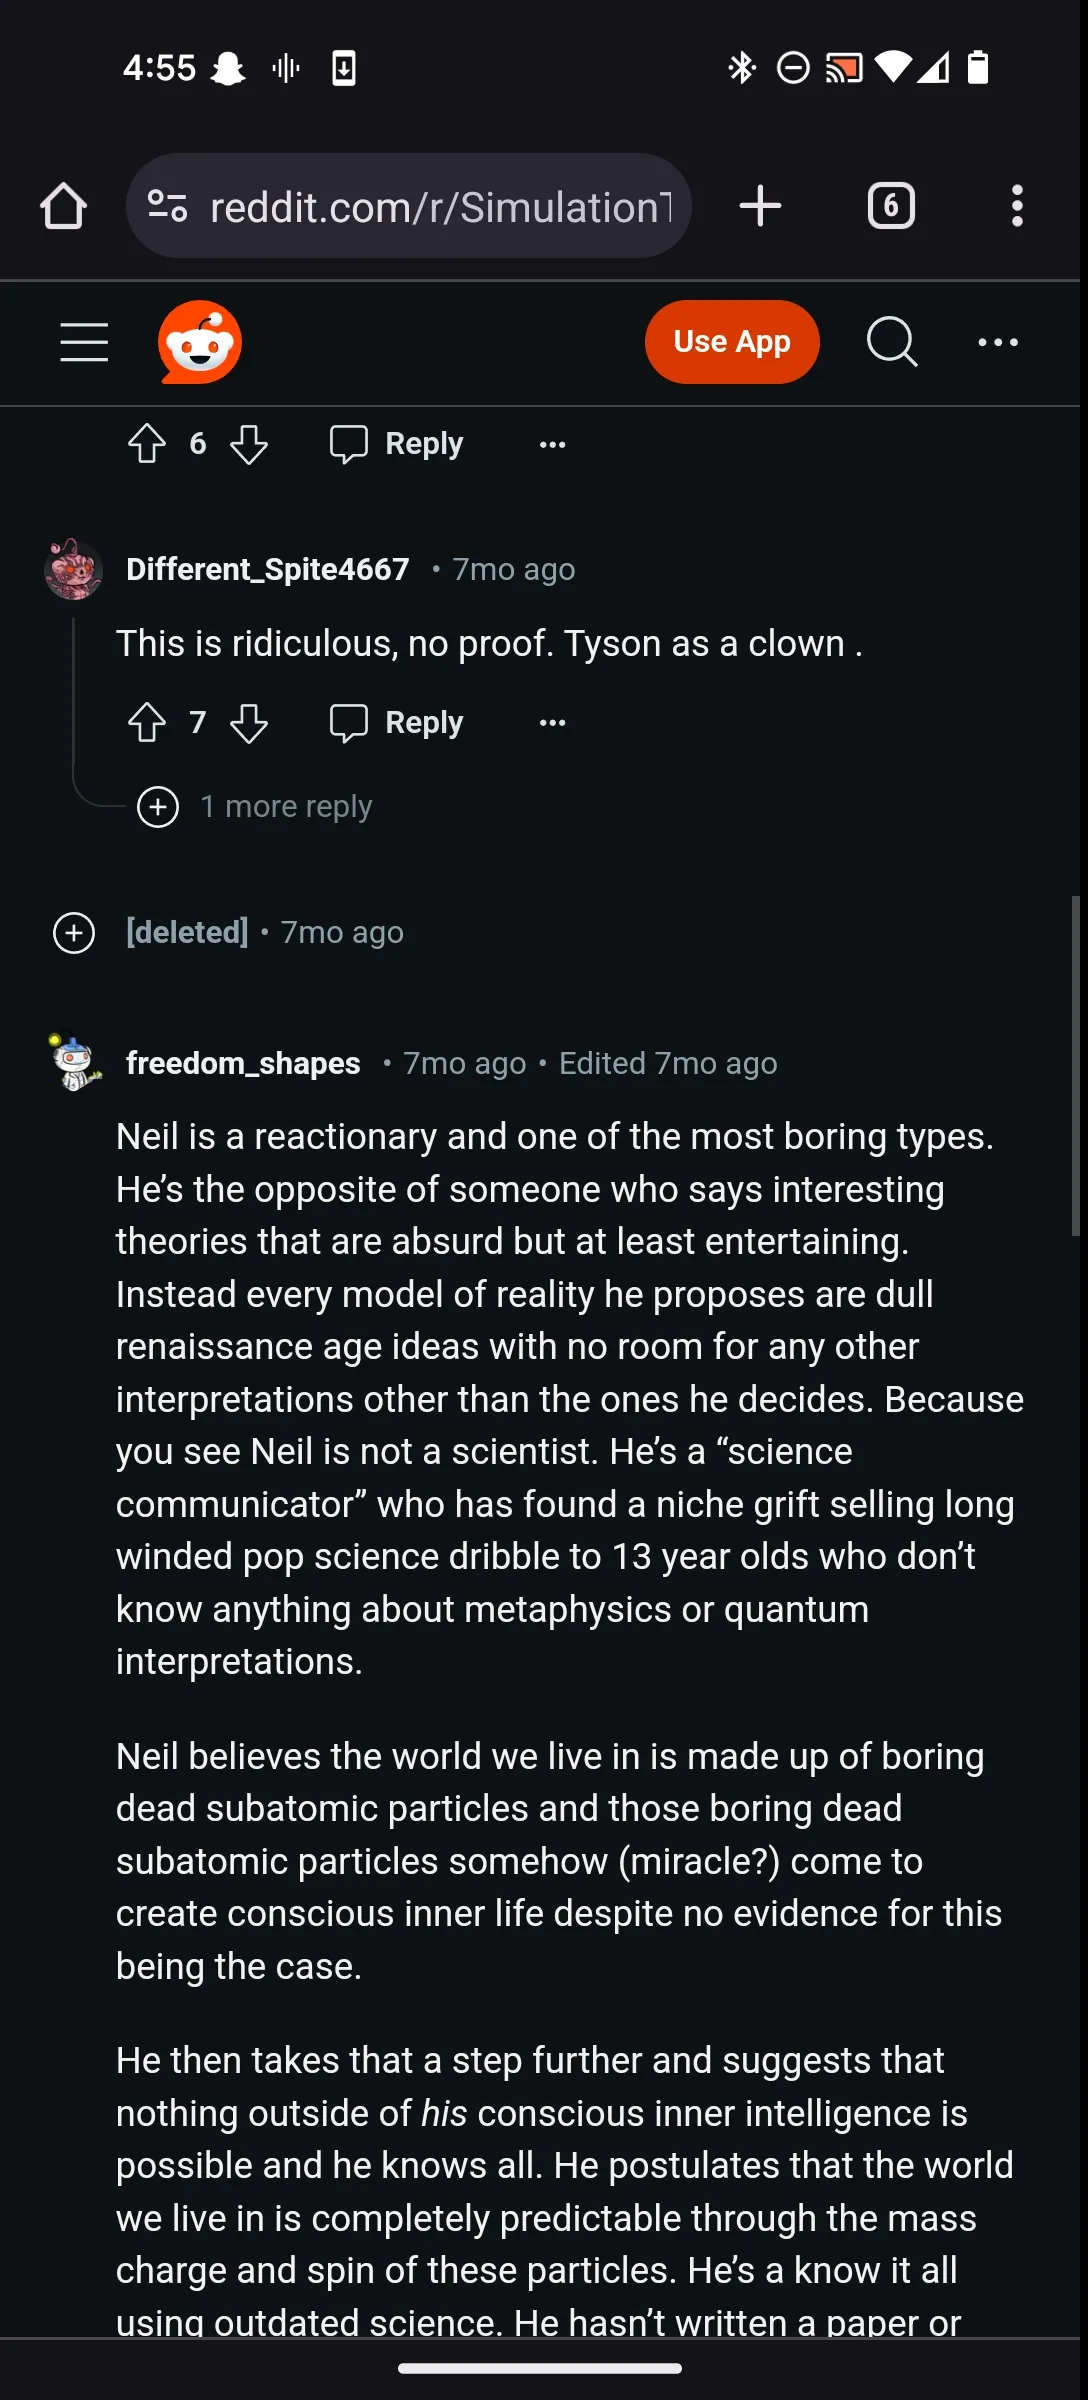 4:55
reddit.com/r/Simulation
6
Use App
6 Reply
Different_Spite4667 • 7mo ago
This is ridiculous, no proof. Tyson as a clown .
7 Reply
1 more reply
[deleted] • 7mo ago
freedom_shapes • 7mo ago • Edited 7mo ago
Neil is a reactionary and one of the most boring types.
He’s the opposite of someone who says interesting
theories that are absurd but at least entertaining.
Instead every model of reality he proposes are dull
renaissance age ideas with no room for any other
interpretations other than the ones he decides. Because
you see Neil is not a scientist. He’s a “science
communicator” who has found a niche grift selling long
winded pop science dribble to 13 year olds who don’t
know anything about metaphysics or quantum
interpretations.
Neil believes the world we live in is made up of boring
dead subatomic particles and those boring dead
subatomic particles somehow (miracle?) come to
create conscious inner life despite no evidence for this
being the case.
He then takes that a step further and suggests that
nothing outside of his conscious inner intelligence is
possible and he knows all. He postulates that the world
we live in is completely predictable through the mass
charge and spin of these particles. He’s a know it all
using outdated science. He hasn’t written a paper or